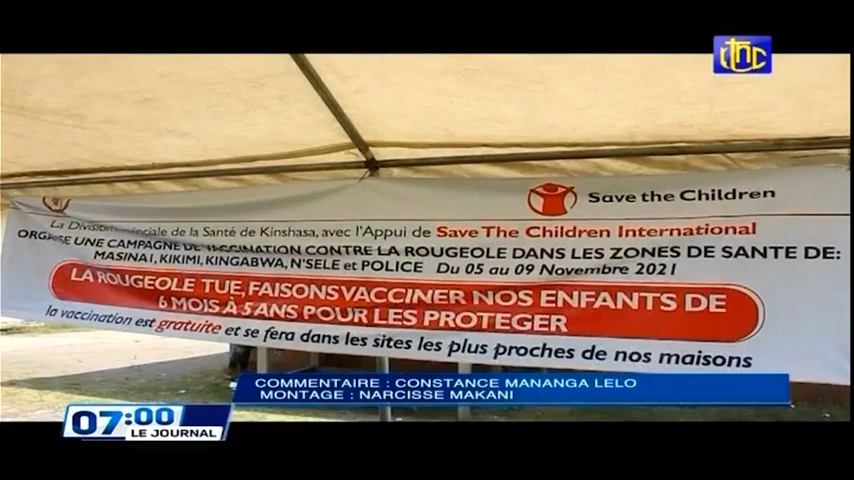 rtnc
Save the Children
La Division Provinciale de la Santé de Kinshasa, avec l'Appui de Save The Children International
ORGANISE UNE CAMPAGNE DE VACCINATION CONTRE LA ROUGEOLE DANS LES ZONES DE SANTE DE:
MASINA I, KIKIMI, KINGABWA, N'SELE et POLICE Du 05 au 09 Novembre 2021
LA ROUGEOLE TUE, FAISONS VACCINER NOS ENFANTS DE
6 MOIS À 5 ANS POUR LES PROTEGER
la vaccination est gratuite et se fera dans les sites les plus proches de nos maisons
COMMENTAIRE : CONSTANCE MANANGA LELO
MONTAGE : NARCISSE MAKANI
07:00
LE JOURNAL